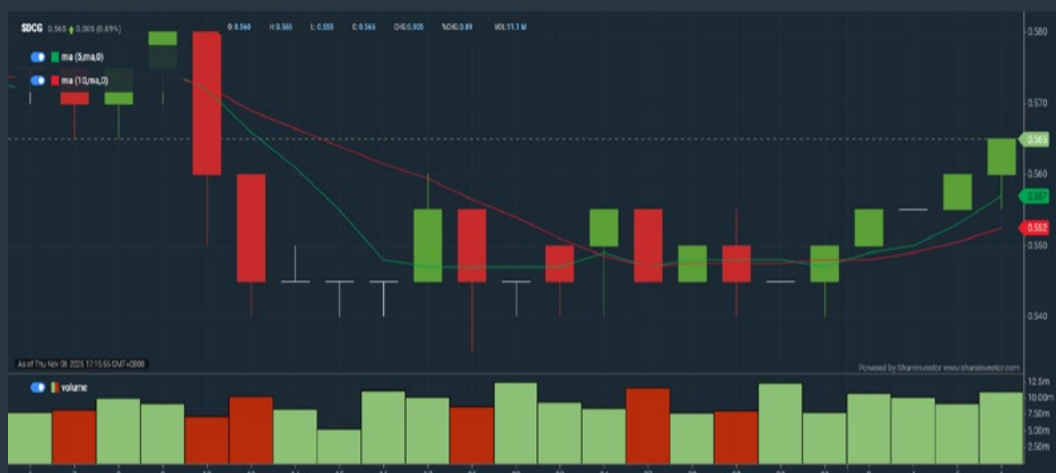 SDCG 0.565 0.005 (0.89%) O:0.560 H:0.565 L: 0.555 C:0.565 CHG:0.005 %CHG:0.89 VOL:11.1 M
ma (5,ma,0)
ma (10,ma,0)
0.580
0.570
0.565
0.560
0.557
0.552
0.550
0.540
As of Thu Nov 06 2025 17:15:55 GMT+0800
Powered by ShareInvestor www.shareinvestor.com
volume
12.5m
10.00m
7.50m
5.00m
2.50m